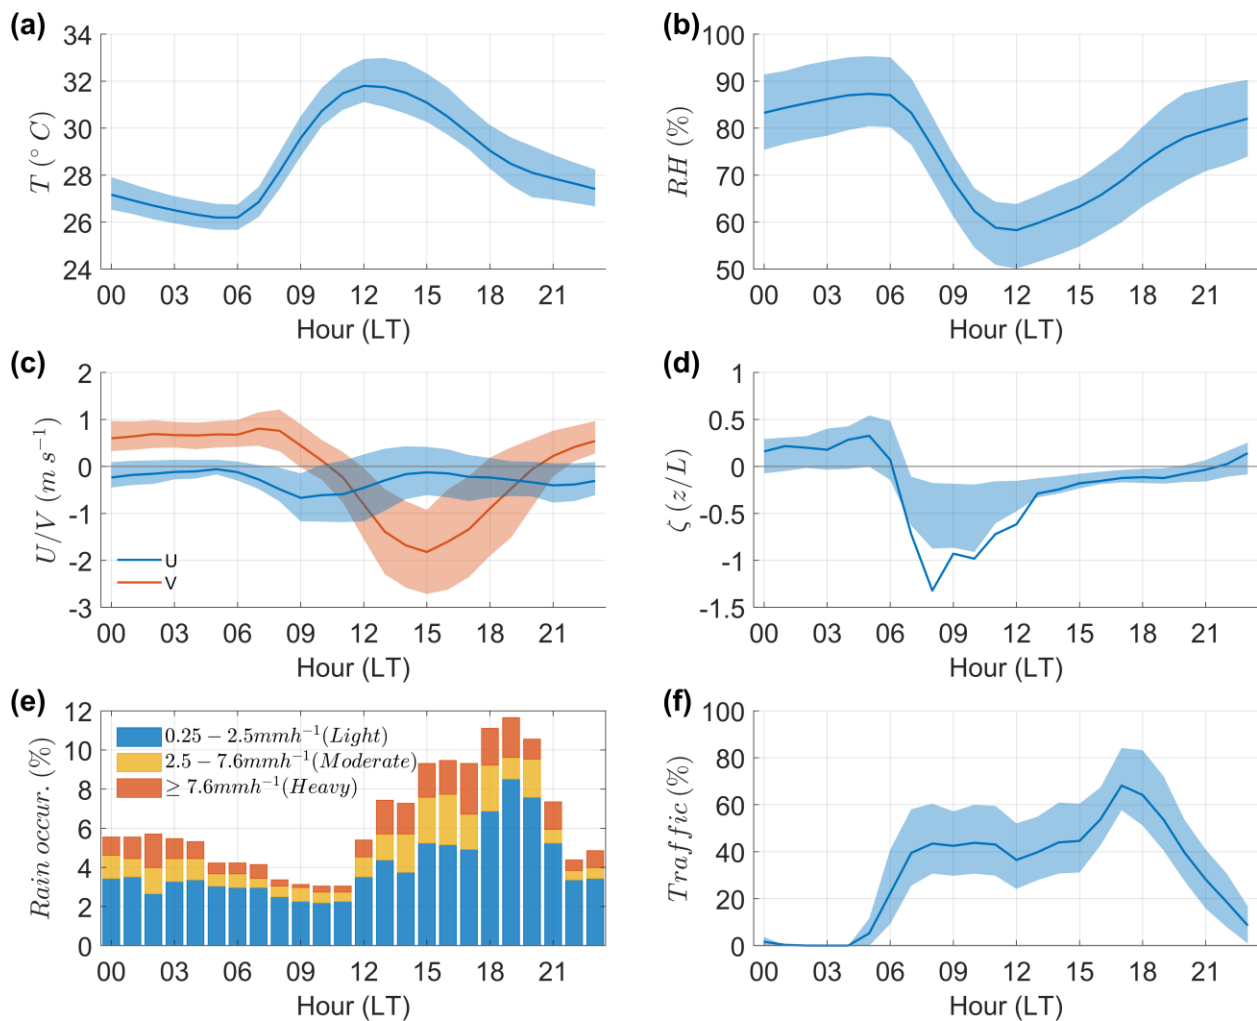 (a)
34
32
30
28
26
24
T (° C)
00 03 06 09 12 15 18 21
Hour (LT)
(b)
100
90
80
70
60
50
RH (%)
00 03 06 09 12 15 18 21
Hour (LT)
(c)
2
1
0
-1
-2
-3
U/V (m s⁻¹)
U
V
00 03 06 09 12 15 18 21
Hour (LT)
(d)
1
0.5
0
-0.5
-1
-1.5
ζ (z/L)
00 03 06 09 12 15 18 21
Hour (LT)
(e)
12
10
8
6
4
2
0
Rain occur. (%)
0.25 − 2.5mmh⁻¹(Light)
2.5 − 7.6mmh⁻¹(Moderate)
≥ 7.6mmh⁻¹(Heavy)
00 03 06 09 12 15 18 21
Hour (LT)
(f)
100
80
60
40
20
0
Traffic (%)
00 03 06 09 12 15 18 21
Hour (LT)